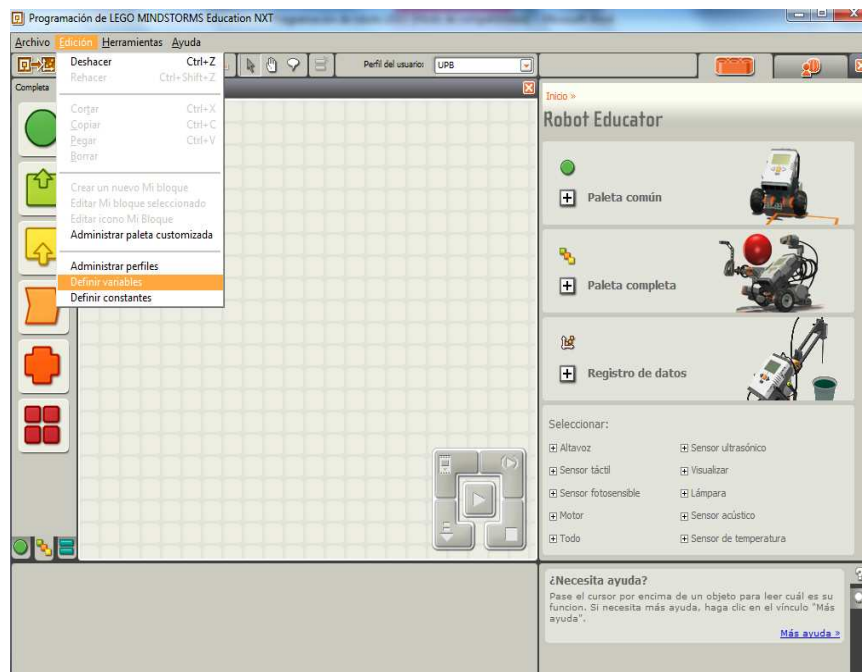 Programación de LEGO MINDSTORMS Education NXT
Archivo Edición Herramientas Ayuda
Perfil del usuario: UPB
Completa
Deshacer Ctrl+Z
Rehacer Ctrl+Shift+Z
Cortar Ctrl+X
Copiar Ctrl+C
Pegar Ctrl+V
Borrar
Crear un nuevo Mi bloque
Editar Mi bloque seleccionado
Editar icono Mi Bloque
Administrar paleta customizada
Administrar perfiles
Definir variables
Definir constantes
Inicio »
Robot Educator
Paleta común
Paleta completa
Registro de datos
Seleccionar:
Altavoz Sensor ultrasónico
Sensor táctil Visualizar
Sensor fotosensible Lámpara
Motor Sensor acústico
Todo Sensor de temperatura
¿Necesita ayuda?
Pase el cursor por encima de un objeto para leer cuál es su
funcion. Si necesita más ayuda, haga clic en el vínculo "Más
ayuda".
Más ayuda »